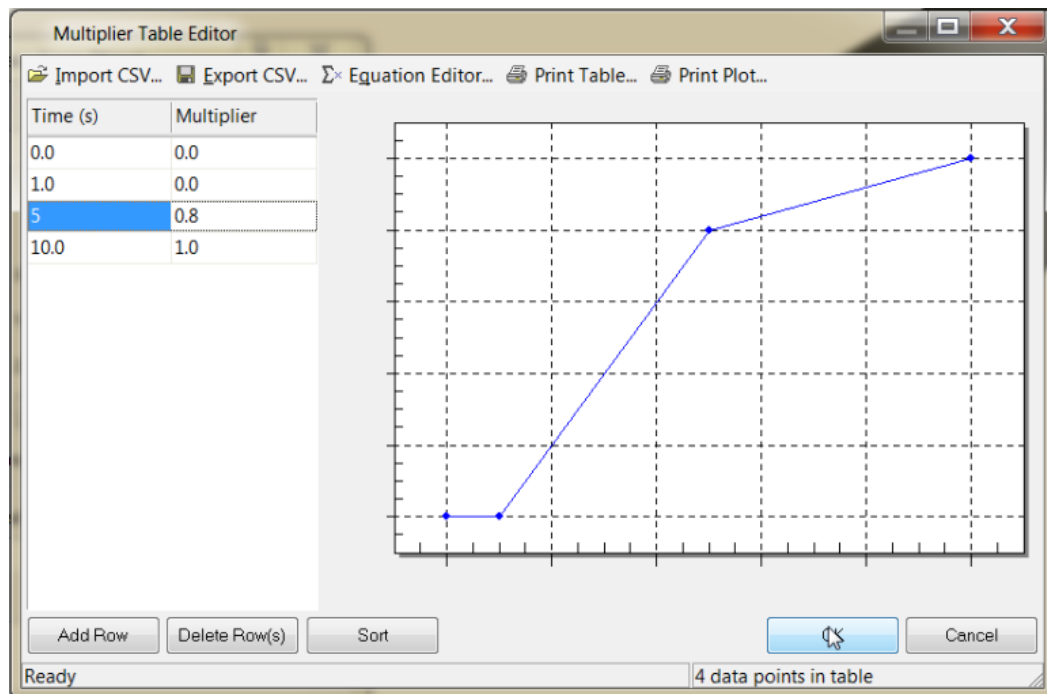 Multiplier Table Editor
Import CSV... Export CSV... Σ× Equation Editor... Print Table... Print Plot...
Time (s) Multiplier
0.0 0.0
1.0 0.0
5 0.8
10.0 1.0
Add Row Delete Row(s) Sort OK Cancel
Ready 4 data points in table